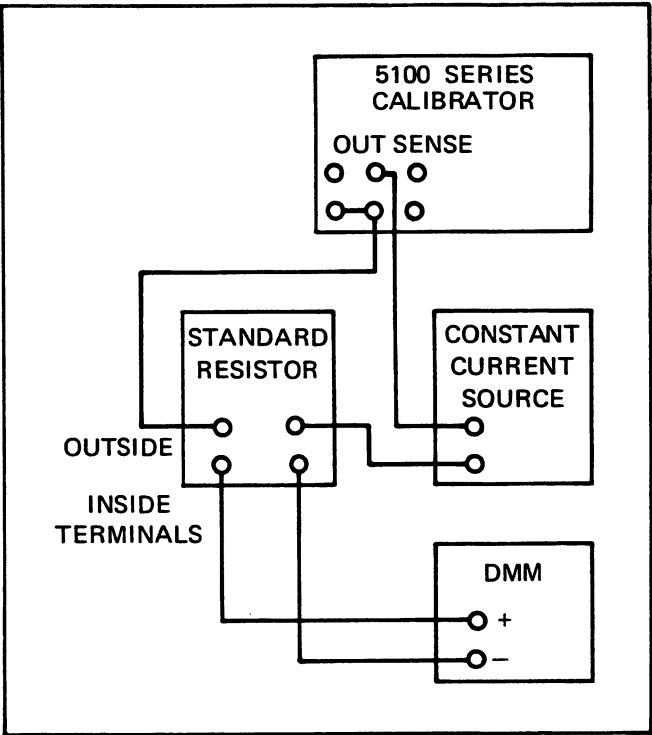 5100 SERIES
CALIBRATOR
OUT SENSE
STANDARD
RESISTOR
CONSTANT
CURRENT
SOURCE
OUTSIDE
INSIDE
TERMINALS
DMM
+
−